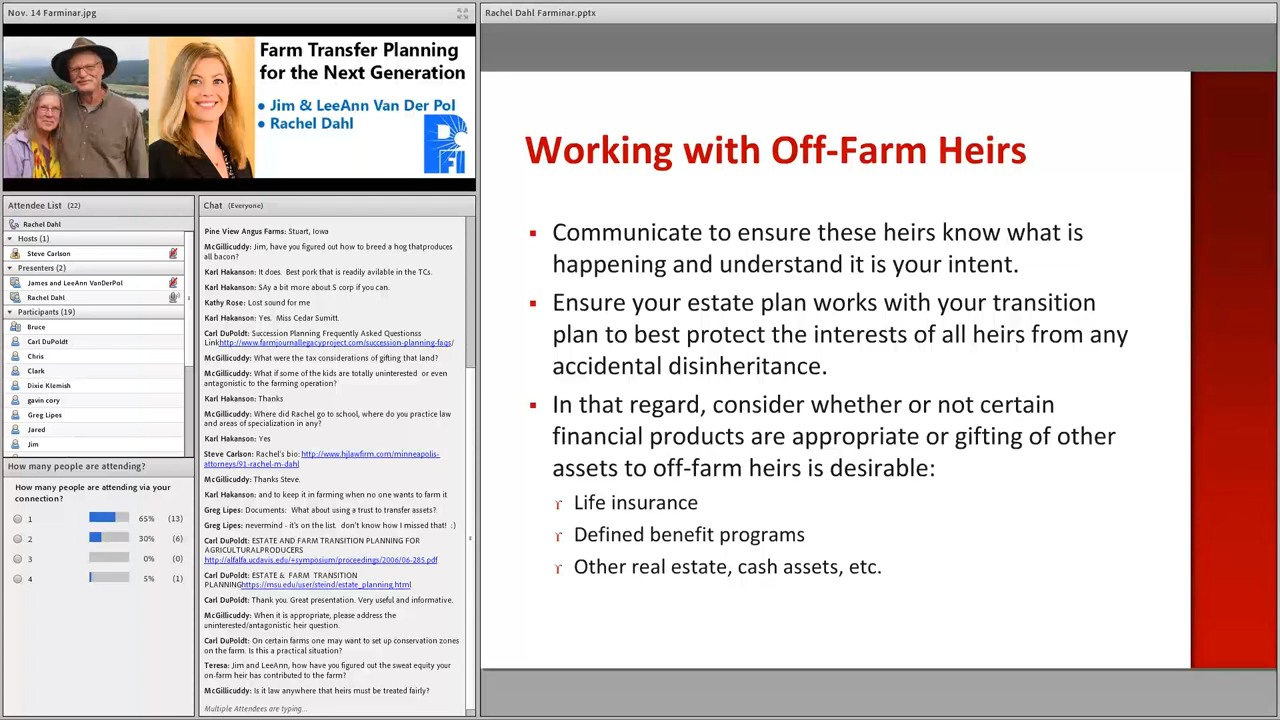 Nov. 14 Farminar.jpg
Farm Transfer Planning
for the Next Generation
• Jim & LeeAnn Van Der Pol
• Rachel Dahl
PFI
Attendee List (22)
Rachel Dahl
Hosts (1)
Steve Carlson
Presenters (2)
James and LeeAnn VanDerPol
Rachel Dahl
Participants (19)
Bruce
Carl DuPoldt
Chris
Clark
Dixie Klemish
gavin cory
Greg Lipes
Jared
Jim
How many people are attending?
How many people are attending via your
connection?
1 65% (13)
2 30% (6)
3 0% (0)
4 5% (1)
Chat (Everyone)
Pine View Angus Farms: Stuart, Iowa
McGillicuddy: Jim, have you figured out how to breed a hog thatproduces
all bacon?
Karl Hakanson: It does. Best pork that is readily avilable in the TCs.
Karl Hakanson: SAy a bit more about S corp if you can.
Kathy Rose: Lost sound for me
Karl Hakanson: Yes. Miss Cedar Sumitt.
Carl DuPoldt: Succession Planning Frequently Asked Questionss
Linkhttp://www.farmjournallegacyproject.com/succession-planning-faqs/
McGillicuddy: What were the tax considerations of gifting that land?
McGillicuddy: What if some of the kids are totally uninterested or even
antagonistic to the farming operation?
Karl Hakanson: Thanks
McGillicuddy: Where did Rachel go to school, where do you practice law
and areas of specialization in any?
Karl Hakanson: Yes
Steve Carlson: Rachel's bio: http://www.hjlawfirm.com/minneapolis-
attorneys/91-rachel-m-dahl
McGillicuddy: Thanks Steve.
Karl Hakanson: and to keep it in farming when no one wants to farm it
Greg Lipes: Documents: What about using a trust to transfer assets?
Greg Lipes: nevermind - it's on the list. don't know how I missed that! :)
Carl DuPoldt: ESTATE AND FARM TRANSITION PLANNING FOR
AGRICULTURALPRODUCERS
http://alfalfa.ucdavis.edu/+symposium/proceedings/2006/06-285.pdf
Carl DuPoldt: ESTATE & FARM TRANSITION
PLANNINGhttps://msu.edu/user/steind/estate_planning.html
Carl DuPoldt: Thank you. Great presentation. Very useful and informative.
McGillicuddy: When it is appropriate, please address the
uninterested/antagonistic heir question.
Carl DuPoldt: On certain farms one may want to set up conservation zones
on the farm. Is this a practical situation?
Teresa: Jim and LeeAnn, how have you figured out the sweat equity your
on-farm heir has contributed to the farm?
McGillicuddy: Is it law anywhere that heirs must be treated fairly?
Multiple Attendees are typing...
Rachel Dahl Farminar.pptx
Working with Off-Farm Heirs
▪ Communicate to ensure these heirs know what is
happening and understand it is your intent.
▪ Ensure your estate plan works with your transition
plan to best protect the interests of all heirs from any
accidental disinheritance.
▪ In that regard, consider whether or not certain
financial products are appropriate or gifting of other
assets to off-farm heirs is desirable:
Life insurance
Defined benefit programs
Other real estate, cash assets, etc.